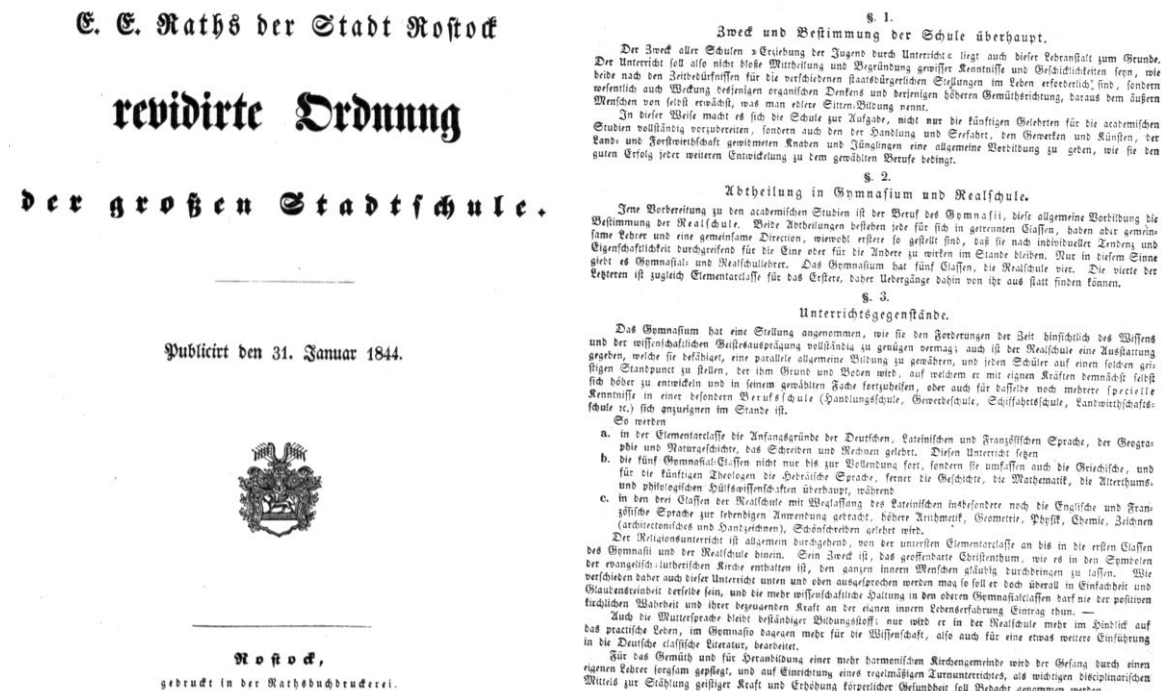 E. E. Raths der Stadt Rostock
revidirte Ordnung
der großen Stadtschule.
Publicirt den 31. Januar 1844.
Rostock,
gedruckt in der Rathsbuchdruckerei.
§. 1.
Zweck und Bestimmung der Schule überhaupt.
Der Zweck aller Schulen »Erziehung der Jugend durch Unterricht« liegt auch dieser Lehranstalt zum Grunde.
Der Unterricht soll also nicht bloße Mittheilung und Begründung gewisser Kenntnisse und Geschicklichkeiten seyn, wie
beide nach den Zeitbedürfnissen für die verschiedenen staatsbürgerlichen Stellungen im Leben erforderlich sind, sondern
wesentlich auch Weckung desjenigen organischen Denkens und derjenigen höheren Gemüthsrichtung, daraus dem äußern
Menschen von selbst erwächst, was man edlere Sitten-Bildung nennt.
In dieser Weise macht es sich die Schule zur Aufgabe, nicht nur die künftigen Gelehrten für die academischen
Studien vollständig vorzubereiten, sondern auch den der Handlung und Seefahrt, den Gewerken und Künsten, der
Land- und Forstwirthschaft gewidmeten Knaben und Jünglingen eine allgemeine Vorbildung zu geben, wie sie den
guten Erfolg jeder weiteren Entwickelung zu dem gewählten Berufe bedingt.
§. 2.
Abtheilung in Gymnasium und Realschule.
Jene Vorbereitung zu den academischen Studien ist der Beruf des Gymnasii, diese allgemeine Vorbildung die
Bestimmung der Realschule. Beide Abtheilungen bestehen jede für sich in getrennten Classen, haben aber gemein-
same Lehrer und eine gemeinsame Direction, wiewohl erstere so gestellt sind, daß sie nach individueller Tendenz und
Eigenschaftlichkeit durchgreifend für die Eine oder für die Andere zu wirken im Stande bleiben. Nur in diesem Sinne
giebt es Gymnasial- und Realschullehrer. Das Gymnasium hat fünf Classen, die Realschule vier. Die vierte der
Letzteren ist zugleich Elementarclasse für das Erstere, daher Uebergänge dahin von ihr aus statt finden können.
§. 3.
Unterrichtsgegenstände.
Das Gymnasium hat eine Stellung angenommen, wie sie den Forderungen der Zeit hinsichtlich des Wissens
und der wissenschaftlichen Geistesausprägung vollständig zu genügen vermag; auch ist der Realschule eine Ausstattung
gegeben, welche sie befähiget, eine parallele allgemeine Bildung zu gewähren, und jeden Schüler auf einen solchen gei-
stigen Standpunct zu stellen, der ihm Grund und Boden wird, auf welchem er mit eignen Kräften demnächst selbst
sich höher zu entwickeln und in seinem gewählten Fache fortzuhelfen, oder auch für dasselbe noch mehrere specielle
Kenntnisse in einer besondern Berufsschule (Handlungsschule, Gewerbeschule, Schiffahrtsschule, Landwirthschafts-
schule ꝛc.) sich anzueignen im Stande ist.
So werden
a. in der Elementarclasse die Anfangsgründe der Deutschen, Lateinischen und Französischen Sprache, der Geogra-
phie und Naturgeschichte, das Schreiben und Rechnen gelehrt. Diesen Unterricht setzen
b. die fünf Gymnasial-Classen nicht nur bis zur Vollendung fort, sondern sie umfassen auch die Griechische, und
für die künftigen Theologen die Hebräische Sprache, ferner die Geschichte, die Mathematik, die Alterthums-
und philologischen Hülfswissenschaften überhaupt, während
c. in den drei Classen der Realschule mit Weglassung des Lateinischen insbesondere noch die Englische und Fran-
zösische Sprache zur lebendigen Anwendung gebracht, höhere Arithmetik, Geometrie, Physik, Chemie, Zeichnen
(architectonisches und Handzeichnen), Schönschreiben gelehrt wird.
Der Religionsunterricht ist allgemein durchgehend, von der untersten Elementarclasse an bis in die ersten Classen
des Gymnasii und der Realschule hinein. Sein Zweck ist, das geoffenbarte Christenthum, wie es in den Symbolen
der evangelisch-lutherischen Kirche enthalten ist, den ganzen innern Menschen gläubig durchdringen zu lassen. Wie
verschieden daher auch dieser Unterricht unten und oben ausgesprochen werden mag so soll er doch überall in Einfachheit und
Glaubensreinheit derselbe sein, und die mehr wissenschaftliche Haltung in den oberen Gymnasialclassen darf nie der positiven
kirchlichen Wahrheit und ihrer bezeugenden Kraft an der eignen innern Lebenserfahrung Eintrag thun. —
Auch die Muttersprache bleibt beständiger Bildungsstoff; nur wird er in der Realschule mehr im Hinblick auf
das practische Leben, im Gymnasio dagegen mehr für die Wissenschaft, also auch für eine etwas weitere Einführung
in die Deutsche classische Literatur, bearbeitet.
Für das Gemüth und für Heranbildung einer mehr harmonischen Kirchengemeinde wird der Gesang durch einen
eigenen Lehrer sorgsam gepflegt, und auf Einrichtung eines regelmäßigen Turnunterrichtes, als wichtigen disciplinarischen
Mittels zur Stählung geistiger Kraft und Erhöhung körperlicher Gesundheit soll Bedacht genommen werden.